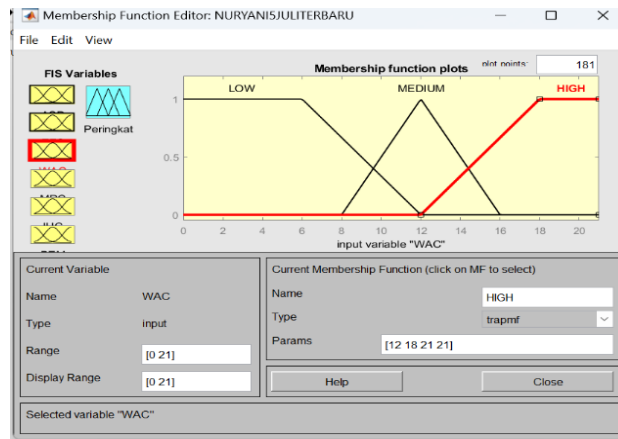 Membership Function Editor: NURYANI5JULITERBARU
File Edit View
FIS Variables
Peringkat
WAC
Membership function plots
plot points:
181
LOW
MEDIUM
HIGH
1
0.5
0
0 2 4 6 8 10 12 14 16 18 20
input variable "WAC"
Current Variable
Name WAC
Type input
Range [0 21]
Display Range [0 21]
Current Membership Function (click on MF to select)
Name HIGH
Type trapmf
Params [12 18 21 21]
Help
Close
Selected variable "WAC"